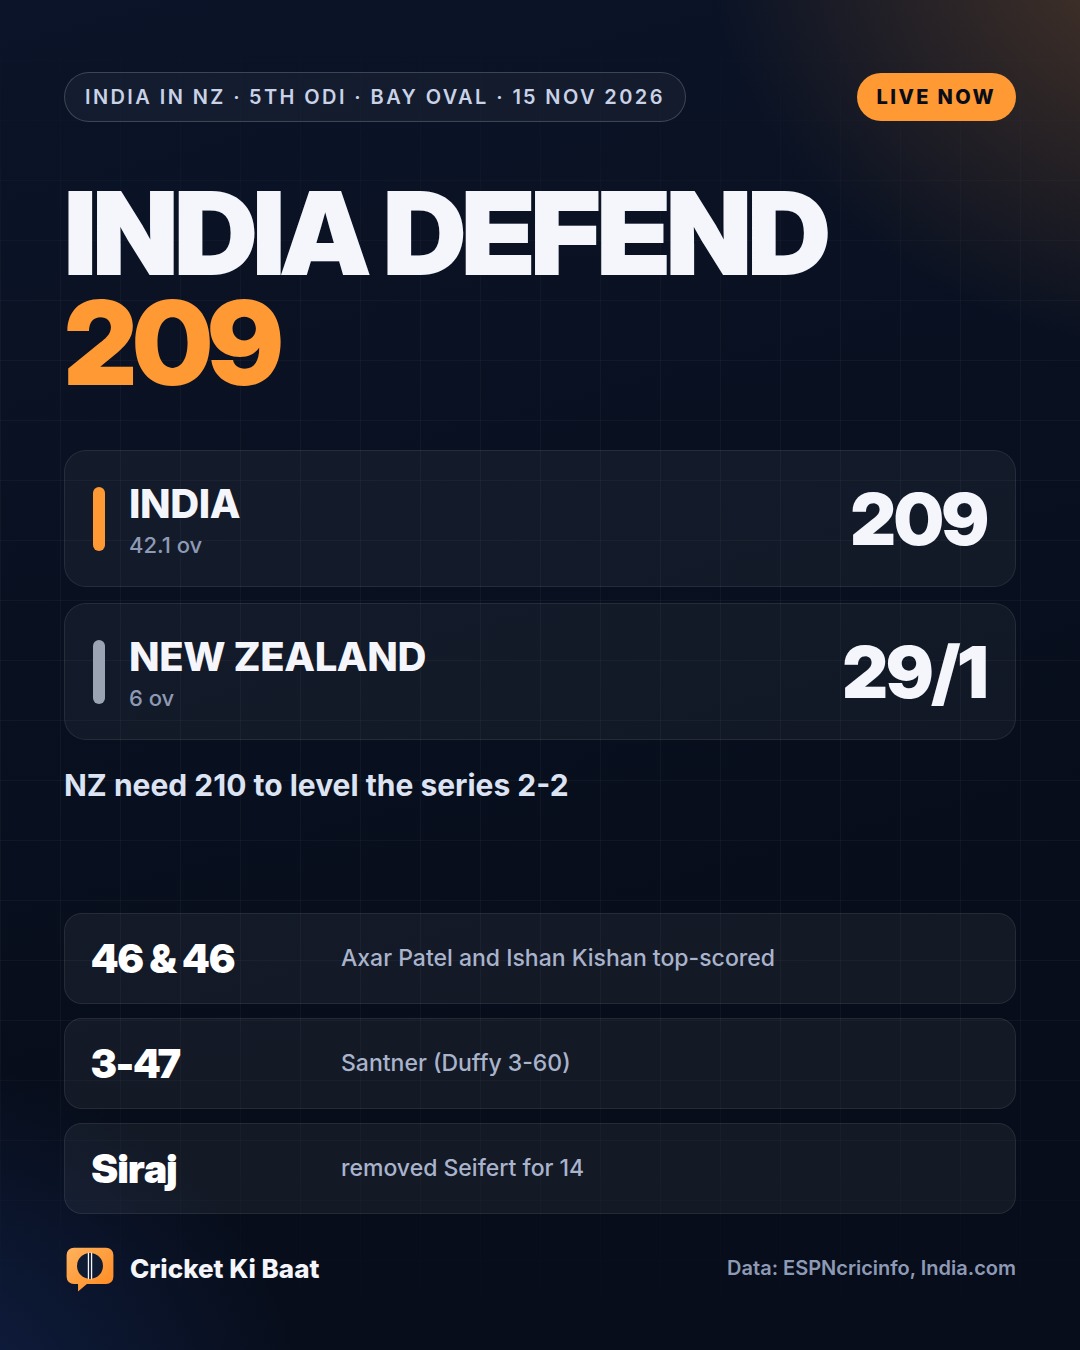 INDIA IN NZ · 5TH ODI · BAY OVAL · 15 NOV 2026
LIVE NOW
INDIA DEFEND
209
INDIA
42.1 ov
209
NEW ZEALAND
6 ov
29/1
NZ need 210 to level the series 2-2
46 & 46
Axar Patel and Ishan Kishan top-scored
3-47
Santner (Duffy 3-60)
Siraj
removed Seifert for 14
Cricket Ki Baat
Data: ESPNcricinfo, India.com